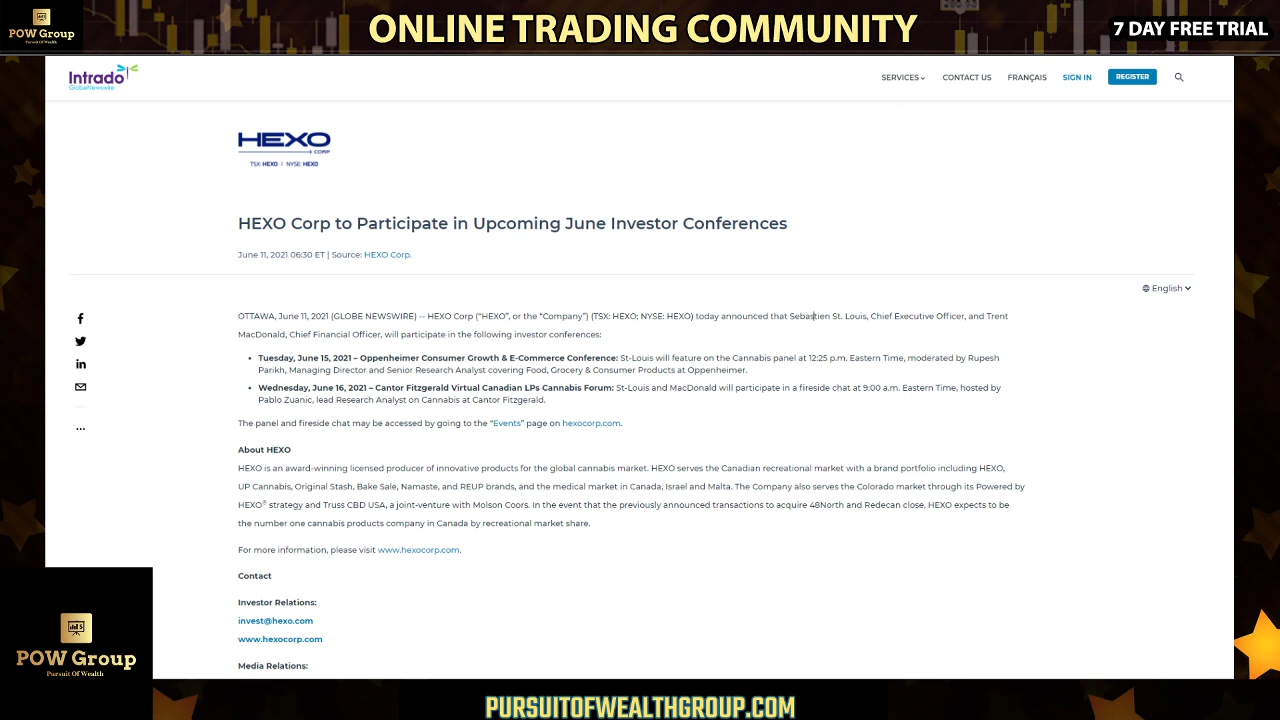 POW Group
Pursuit Of Wealth
ONLINE TRADING COMMUNITY
7 DAY FREE TRIAL
Intrado
GlobeNewswire
SERVICES
CONTACT US
FRANÇAIS
SIGN IN
REGISTER
HEXO
CORP
TSX: HEXO | NYSE: HEXO
HEXO Corp to Participate in Upcoming June Investor Conferences
June 11, 2021 06:30 ET | Source: HEXO Corp.
English
OTTAWA, June 11, 2021 (GLOBE NEWSWIRE) -- HEXO Corp (“HEXO”, or the “Company”) (TSX: HEXO; NYSE: HEXO) today announced that Sebastien St. Louis, Chief Executive Officer, and Trent
MacDonald, Chief Financial Officer, will participate in the following investor conferences:
• Tuesday, June 15, 2021 – Oppenheimer Consumer Growth & E-Commerce Conference: St-Louis will feature on the Cannabis panel at 12:25 p.m. Eastern Time, moderated by Rupesh
Parikh, Managing Director and Senior Research Analyst covering Food, Grocery & Consumer Products at Oppenheimer.
• Wednesday, June 16, 2021 – Cantor Fitzgerald Virtual Canadian LPs Cannabis Forum: St-Louis and MacDonald will participate in a fireside chat at 9:00 a.m. Eastern Time, hosted by
Pablo Zuanic, lead Research Analyst on Cannabis at Cantor Fitzgerald.
The panel and fireside chat may be accessed by going to the “Events” page on hexocorp.com.
About HEXO
HEXO is an award-winning licensed producer of innovative products for the global cannabis market. HEXO serves the Canadian recreational market with a brand portfolio including HEXO,
UP Cannabis, Original Stash, Bake Sale, Namaste, and REUP brands, and the medical market in Canada, Israel and Malta. The Company also serves the Colorado market through its Powered by
HEXO® strategy and Truss CBD USA, a joint-venture with Molson Coors. In the event that the previously announced transactions to acquire 48North and Redecan close, HEXO expects to be
the number one cannabis products company in Canada by recreational market share.
For more information, please visit www.hexocorp.com.
Contact
Investor Relations:
invest@hexo.com
www.hexocorp.com
Media Relations:
POW Group
Pursuit Of Wealth
PURSUITOFWEALTHGROUP.COM